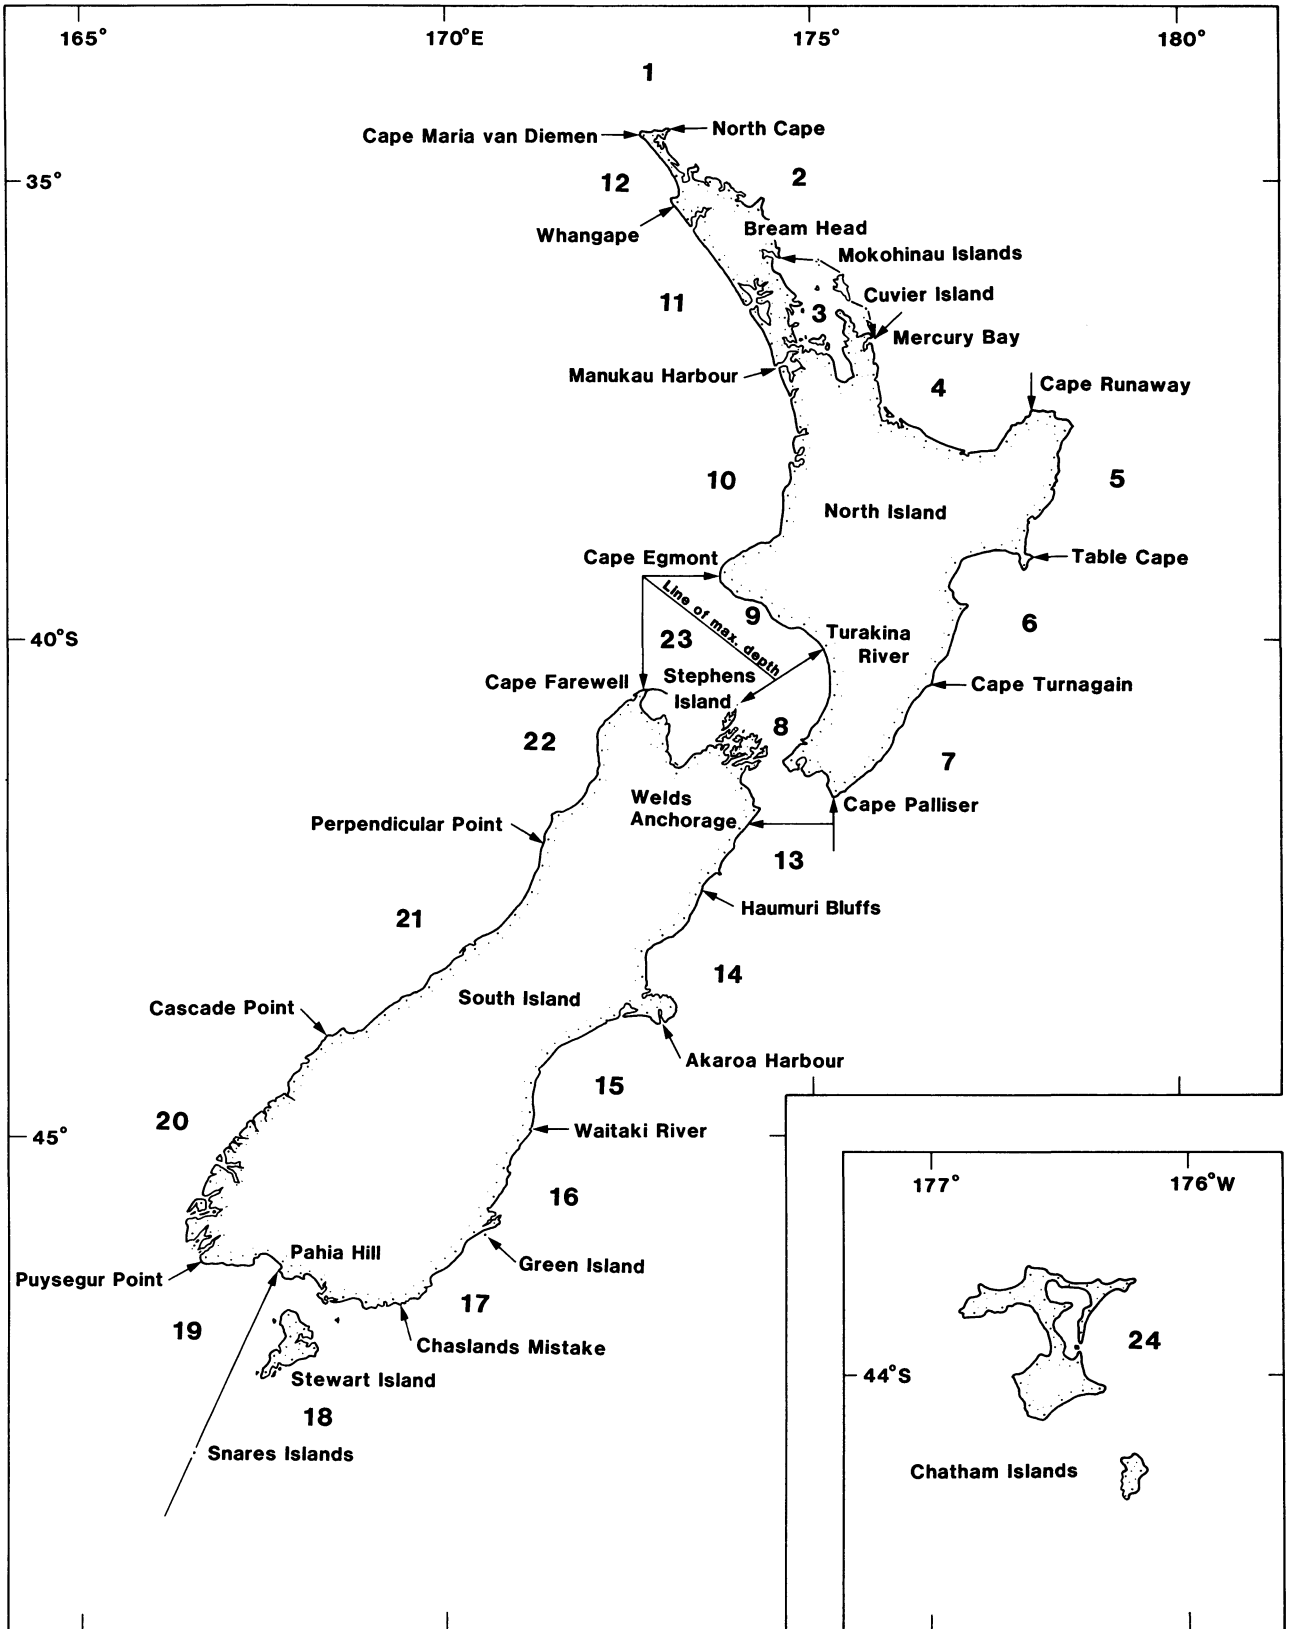 165°
170°E
175°
180°
1
Cape Maria van Diemen
North Cape
35°
12
2
Whangape
Bream Head
Mokohinau Islands
11
Cuvier Island
3
Mercury Bay
Manukau Harbour
4
Cape Runaway
10
5
North Island
Cape Egmont
Table Cape
Line of max. depth
9
6
40°S
23
Turakina
River
Stephens
Island
Cape Farewell
Cape Turnagain
22
8
7
Welds
Anchorage
Cape Palliser
Perpendicular Point
13
Haumuri Bluffs
21
14
South Island
Cascade Point
Akaroa Harbour
15
20
45°
Waitaki River
16
177°
176°W
Pahia Hill
Green Island
Puysegur Point
17
19
Chaslands Mistake
24
Stewart Island
44°S
18
Snares Islands
Chatham Islands